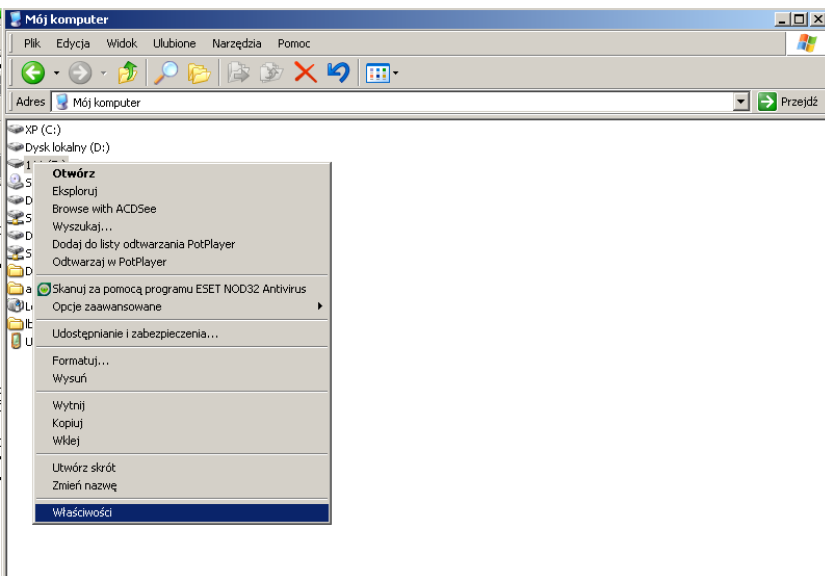 Mój komputer
Plik Edycja Widok Ulubione Narzędzia Pomoc
Adres Mój komputer Przejdź
XP (C:)
Dysk lokalny (D:)
Otwórz
Eksploruj
Browse with ACDSee
Wyszukaj...
Dodaj do listy odtwarzania PotPlayer
Odtwarzaj w PotPlayer
Skanuj za pomocą programu ESET NOD32 Antivirus
Opcje zaawansowane
Udostępnianie i zabezpieczenia...
Formatuj...
Wysuń
Wytnij
Kopiuj
Wklej
Utwórz skrót
Zmień nazwę
Właściwości